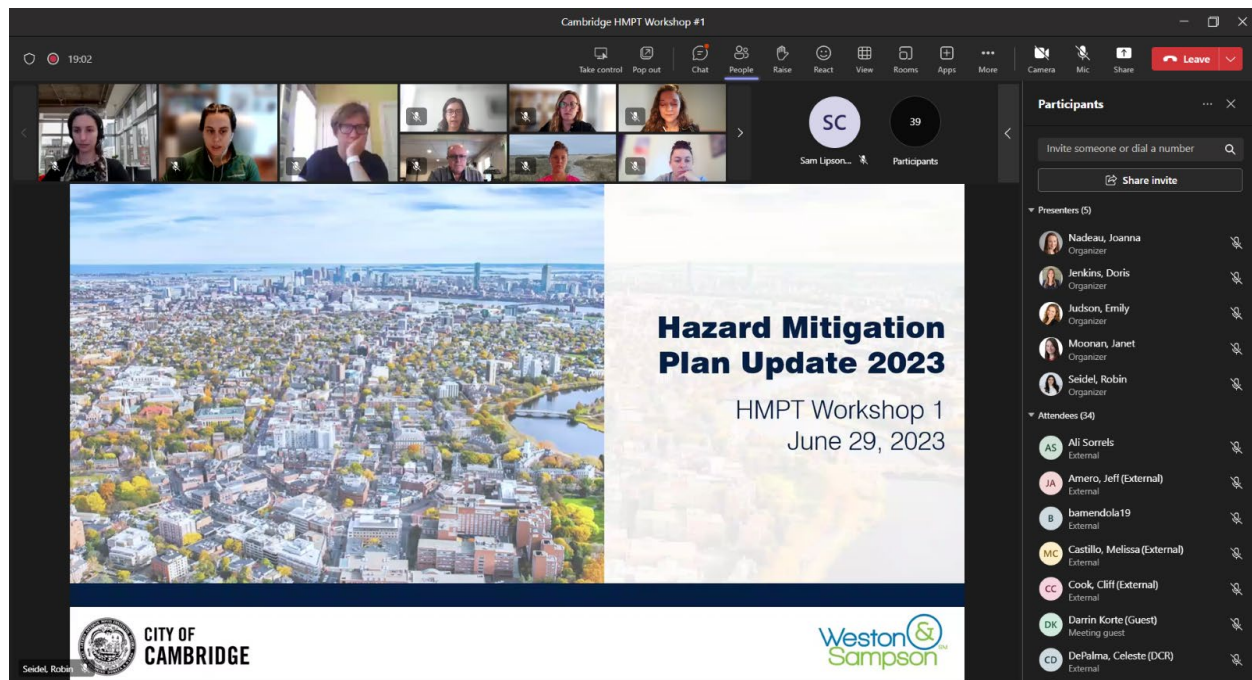 Cambridge HMPT Workshop #1
19:02
Take control
Pop out
Chat
People
Raise
React
View
Rooms
Apps
More
Camera
Mic
Share
Leave
SC
Sam Lipson...
39
Participants
Hazard Mitigation
Plan Update 2023
HMPT Workshop 1
June 29, 2023
CITY OF
CAMBRIDGE
Weston &
Sampson
SM
Seidel, Robin
Participants
Invite someone or dial a number
Share invite
Presenters (5)
Nadeau, Joanna
Organizer
Jenkins, Doris
Organizer
Judson, Emily
Organizer
Moonan, Janet
Organizer
Seidel, Robin
Organizer
Attendees (34)
AS
Ali Sorrels
External
JA
Amero, Jeff (External)
External
B
bamendola19
External
MC
Castillo, Melissa (External)
External
CC
Cook, Cliff (External)
External
DK
Darrin Korte (Guest)
Meeting guest
CD
DePalma, Celeste (DCR)
External